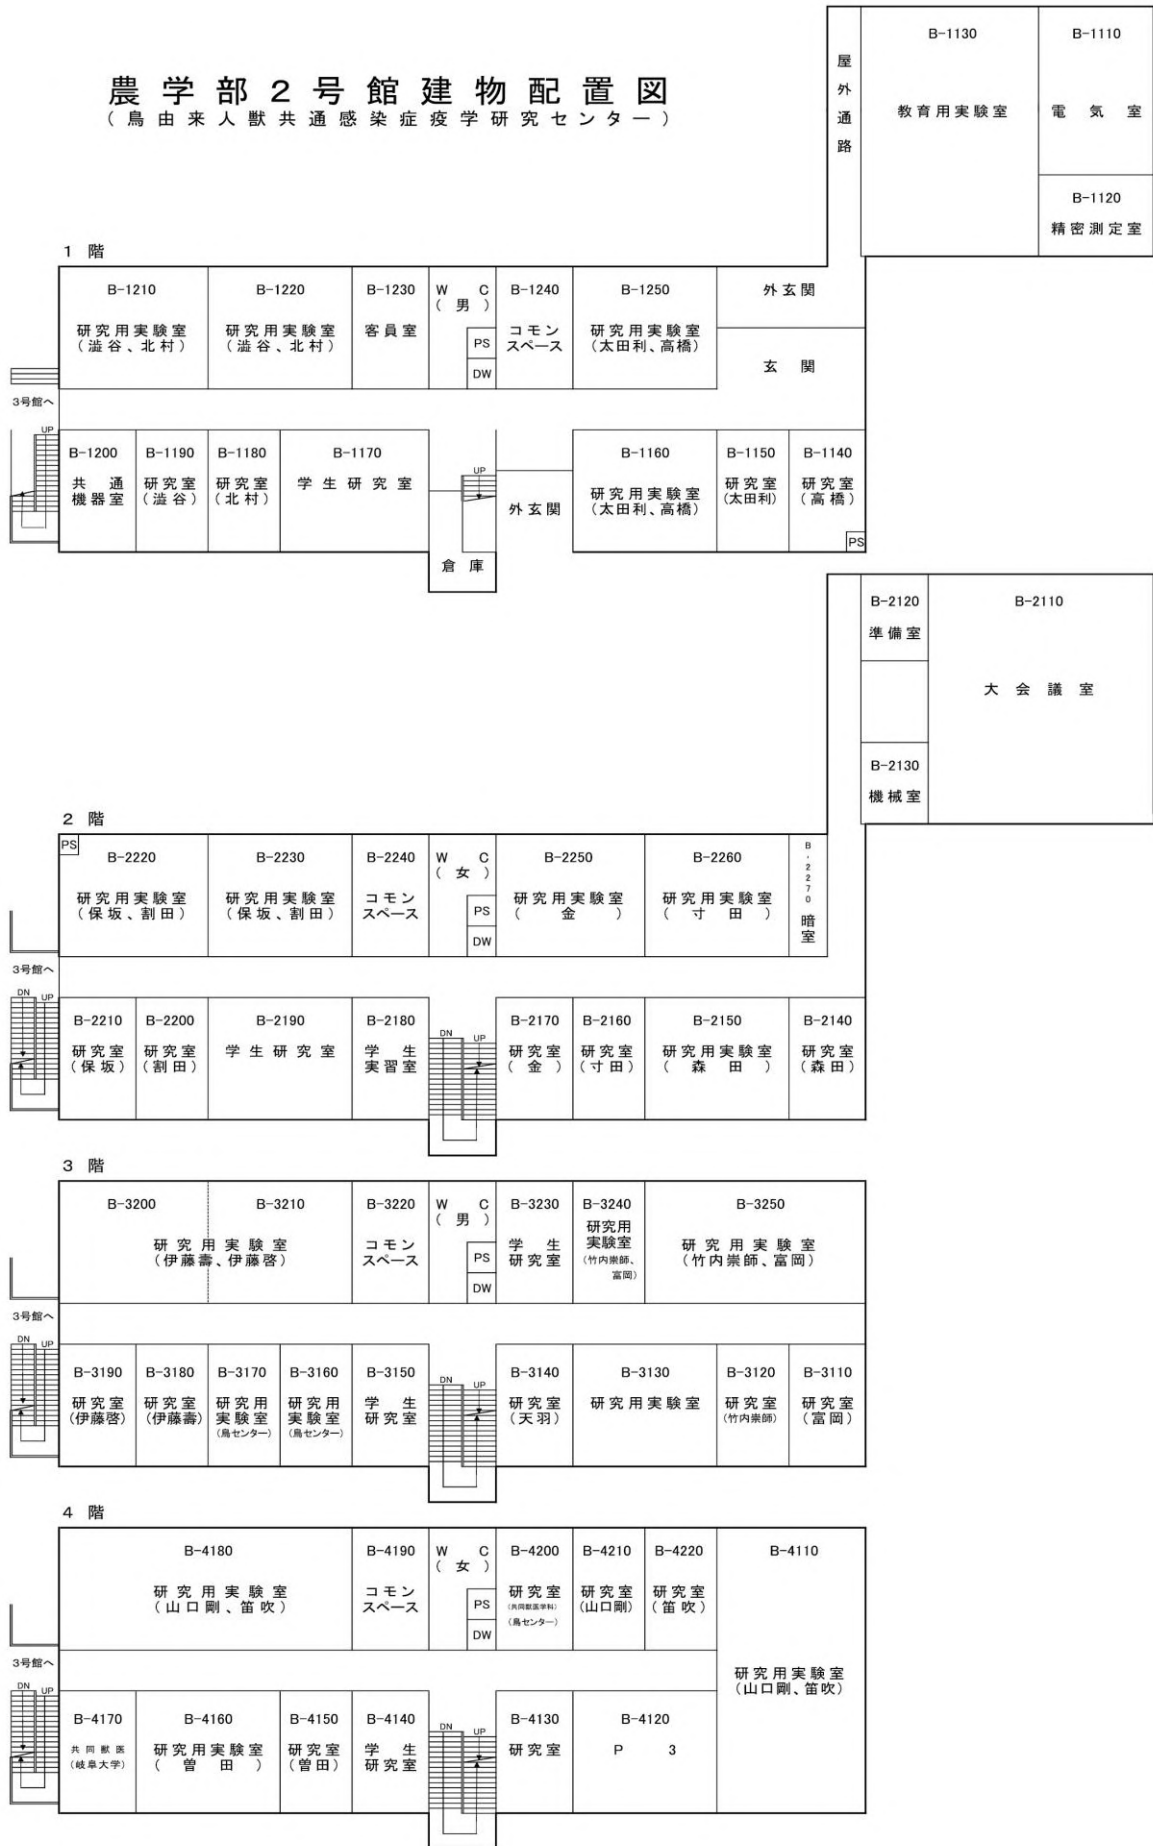 農学部２号館建物配置図
（鳥由来人獣共通感染症疫学研究センター）
B-1130
教育用実験室
B-1110
電気室
屋外通路
B-1120
精密測定室
1 階
B-1210
研究用実験室
（澁谷、北村）
B-1220
研究用実験室
（澁谷、北村）
B-1230
客員室
W C
（男）
PS
DW
B-1240
コモン
スペース
B-1250
研究用実験室
（太田利、高橋）
外玄関
玄関
3号館へ
UP
B-1200
共通
機器室
B-1190
研究室
（澁谷）
B-1180
研究室
（北村）
B-1170
学生研究室
UP
倉庫
外玄関
B-1160
研究用実験室
（太田利、高橋）
B-1150
研究室
（太田利）
B-1140
研究室
（高橋）
PS
B-2120
準備室
B-2110
大会議室
B-2130
機械室
2 階
PS
B-2220
研究用実験室
（保坂、割田）
B-2230
研究用実験室
（保坂、割田）
B-2240
コモン
スペース
W C
（女）
PS
DW
B-2250
研究用実験室
（金）
B-2260
研究用実験室
（寸田）
B-2270
暗室
3号館へ
DN
UP
B-2210
研究室
（保坂）
B-2200
研究室
（割田）
B-2190
学生研究室
B-2180
学生
実習室
DN
UP
B-2170
研究室
（金）
B-2160
研究室
（寸田）
B-2150
研究用実験室
（森田）
B-2140
研究室
（森田）
3 階
B-3200
B-3210
研究用実験室
（伊藤壽、伊藤啓）
B-3220
コモン
スペース
W C
（男）
PS
DW
B-3230
学生
研究室
B-3240
研究用
実験室
（竹内崇師、
富岡）
B-3250
研究用実験室
（竹内崇師、富岡）
3号館へ
DN
UP
B-3190
研究室
（伊藤啓）
B-3180
研究室
（伊藤壽）
B-3170
研究用
実験室
（鳥センター）
B-3160
研究用
実験室
（鳥センター）
B-3150
学生
研究室
DN
UP
B-3140
研究室
（天羽）
B-3130
研究用実験室
B-3120
研究室
（竹内崇師）
B-3110
研究室
（富岡）
4 階
B-4180
研究用実験室
（山口剛、笛吹）
B-4190
コモン
スペース
W C
（女）
PS
DW
B-4200
研究室
（共同獣医学科）
（鳥センター）
B-4210
研究室
（山口剛）
B-4220
研究室
（笛吹）
B-4110
研究用実験室
（山口剛、笛吹）
3号館へ
DN
UP
B-4170
共同獣医
（岐阜大学）
B-4160
研究用実験室
（曽田）
B-4150
研究室
（曽田）
B-4140
学生
研究室
DN
UP
B-4130
研究室
B-4120
P 3